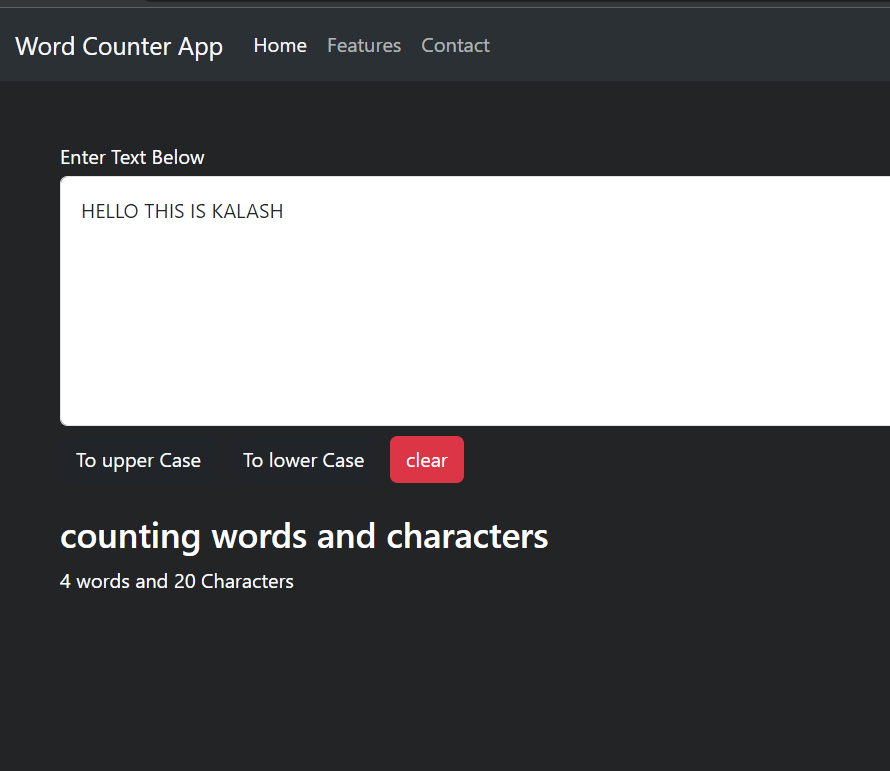 Word Counter App Home Features Contact
Enter Text Below
HELLO THIS IS KALASH
To upper Case To lower Case clear
counting words and characters
4 words and 20 Characters